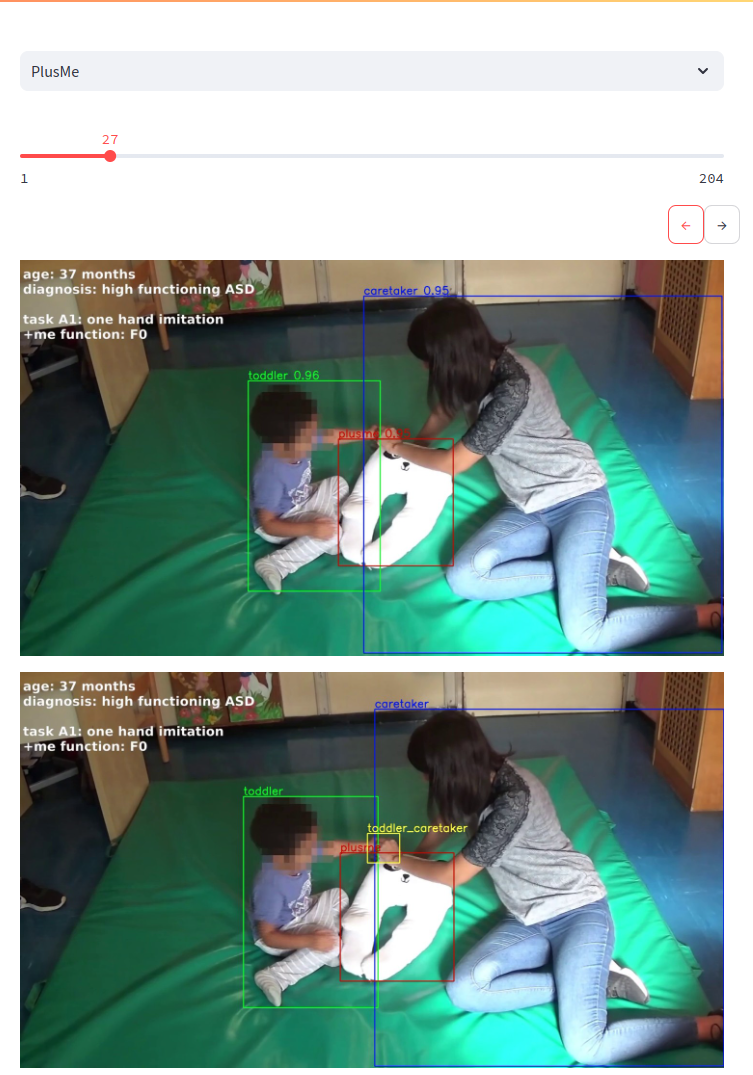 PlusMe
27
1
204
← →
age: 37 months
diagnosis: high functioning ASD
task A1: one hand imitation
+me function: F0
caretaker 0.95
toddler 0.96
age: 37 months
diagnosis: high functioning ASD
task A1: one hand imitation
+me function: F0
caretaker
toddler
toddler_caretaker
plusme